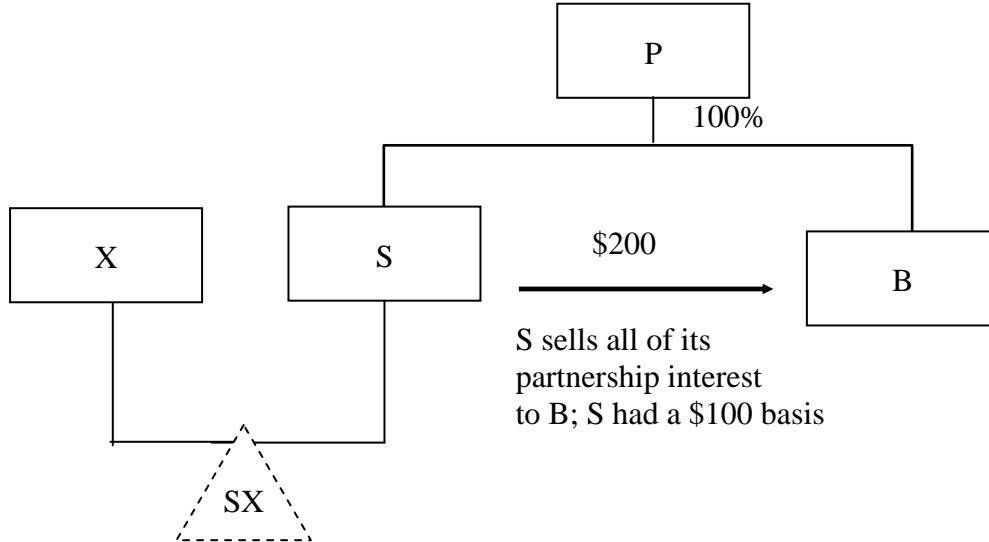 P
100%
X
S
$200
B
S sells all of its
partnership interest
to B; S had a $100 basis
SX